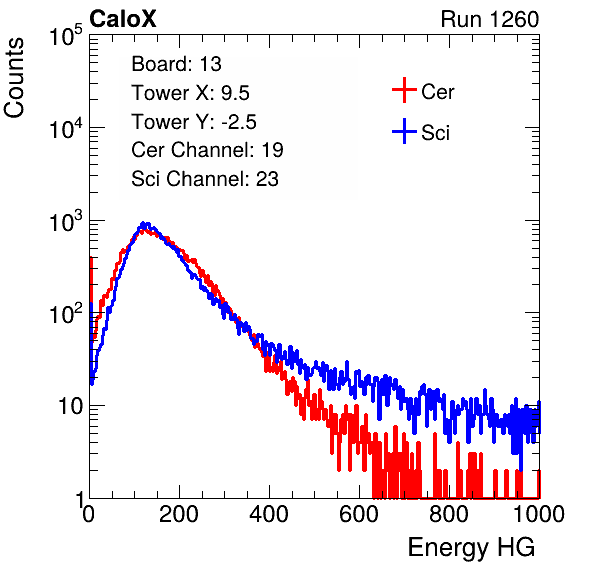 CaloX Run 1260
Counts
Board: 13
Tower X: 9.5
Tower Y: -2.5
Cer Channel: 19
Sci Channel: 23
Cer
Sci
10^5
10^4
10^3
10^2
10
1
0 200 400 600 800 1000
Energy HG